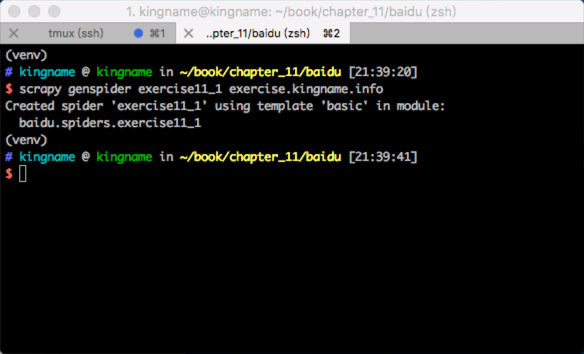 1. kingname@kingname: ~/book/chapter_11/baidu (zsh)
tmux (ssh) ⌘1 ..pter_11/baidu (zsh) ⌘2
(venv)
# kingname @ kingname in ~/book/chapter_11/baidu [21:39:20]
$ scrapy genspider exercise11_1 exercise.kingname.info
Created spider 'exercise11_1' using template 'basic' in module:
  baidu.spiders.exercise11_1
(venv)
# kingname @ kingname in ~/book/chapter_11/baidu [21:39:41]
$